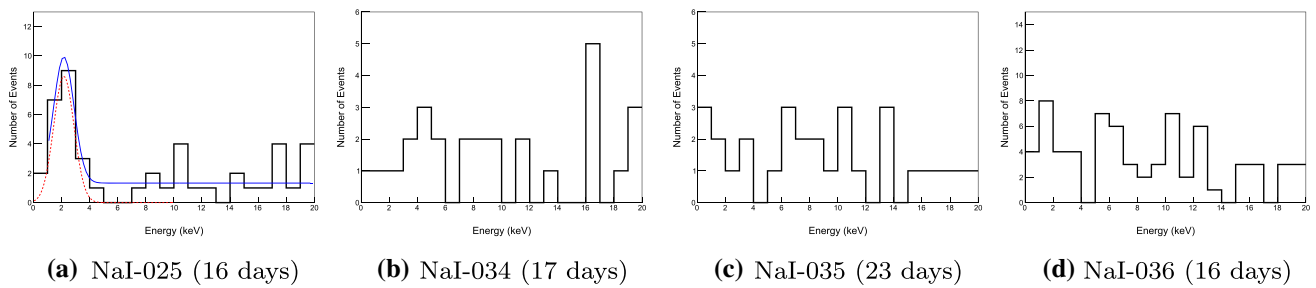 Number of Events
12
10
8
6
4
2
0
0 2 4 6 8 10 12 14 16 18 20
Energy (keV)
(a) NaI-025 (16 days)
Number of Events
6
5
4
3
2
1
0
0 2 4 6 8 10 12 14 16 18 20
Energy (keV)
(b) NaI-034 (17 days)
Number of Events
6
5
4
3
2
1
0
0 2 4 6 8 10 12 14 16 18 20
Energy (keV)
(c) NaI-035 (23 days)
Number of Events
14
12
10
8
6
4
2
0
0 2 4 6 8 10 12 14 16 18 20
Energy (keV)
(d) NaI-036 (16 days)